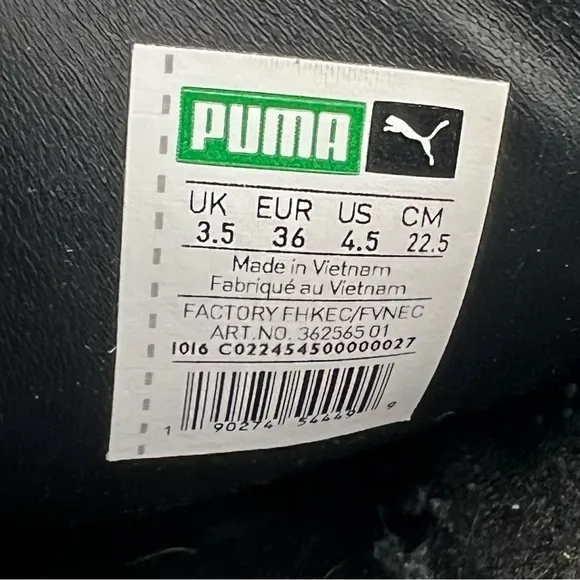 PUMA
UK EUR US CM
3.5 36 4.5 22.5
Made in Vietnam
Fabriqué au Vietnam
FACTORY FHKEC/FVNEC
ART.NO. 362565 01
1016 C022454500000027
1 90274 54449 9